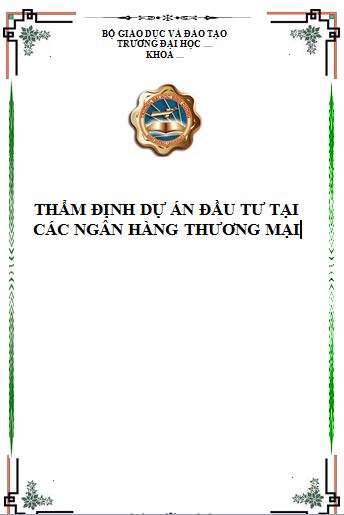 BỘ GIÁO DỤC VÀ ĐÀO TẠO
TRƯỜNG ĐẠI HỌC .....
KHOA ...
THẨM ĐỊNH DỰ ÁN ĐẦU TƯ TẠI
CÁC NGÂN HÀNG THƯƠNG MẠI